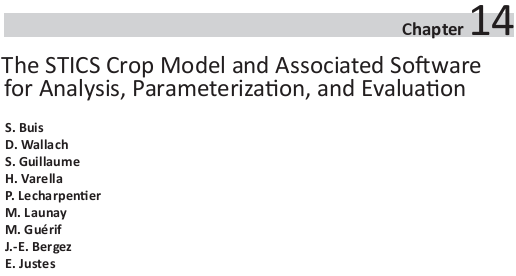 Chapter 14
The STICS Crop Model and Associated Software
for Analysis, Parameterization, and Evaluation
S. Buis
D. Wallach
S. Guillaume
H. Varella
P. Lecharpentier
M. Launay
M. Guérif
J.-E. Bergez
E. Justes